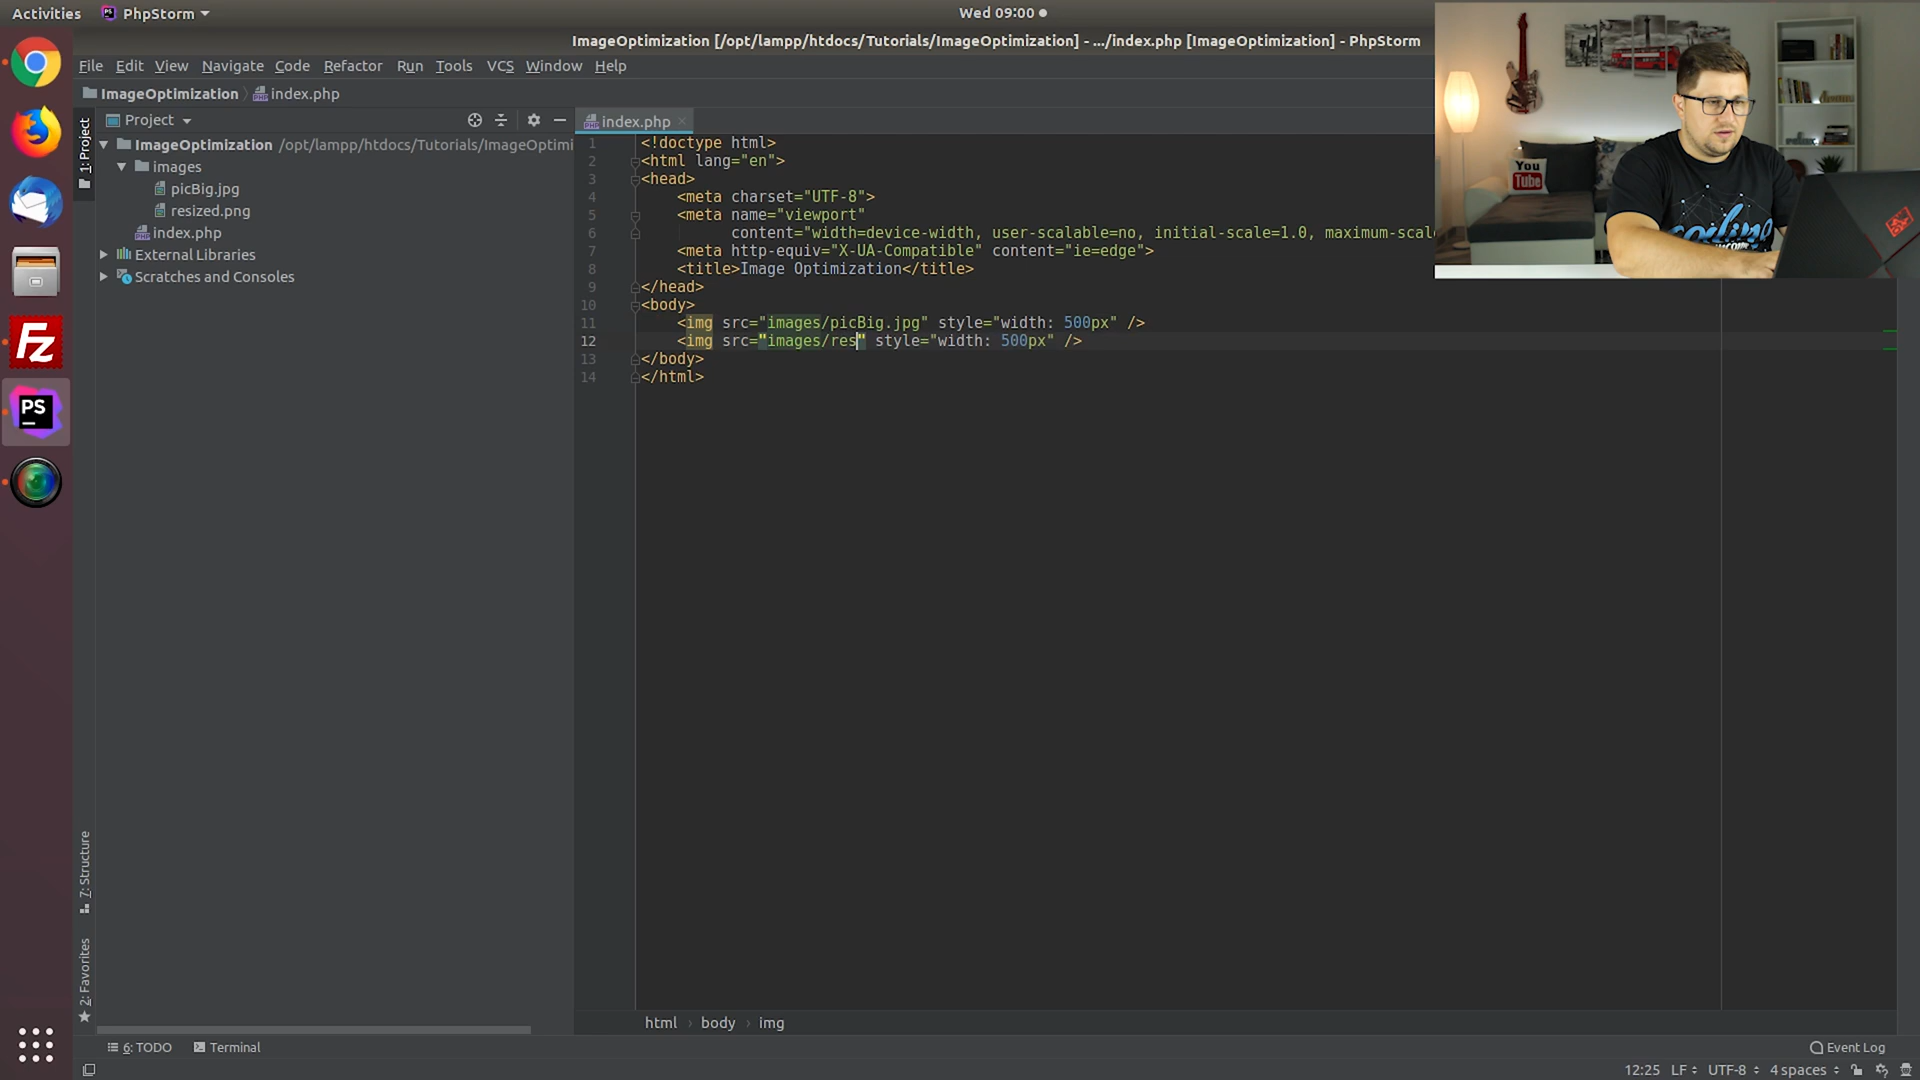 Activities PhpStorm Wed 09:00
ImageOptimization [/opt/lampp/htdocs/Tutorials/ImageOptimization] - .../index.php [ImageOptimization] - PhpStorm
File Edit View Navigate Code Refactor Run Tools VCS Window Help
ImageOptimization index.php
1: Project
Project
ImageOptimization /opt/lampp/htdocs/Tutorials/ImageOptimi
images
picBig.jpg
resized.png
index.php
External Libraries
Scratches and Consoles
index.php
1 <!doctype html>
2 <html lang="en">
3 <head>
4 <meta charset="UTF-8">
5 <meta name="viewport"
6 content="width=device-width, user-scalable=no, initial-scale=1.0, maximum-scal
7 <meta http-equiv="X-UA-Compatible" content="ie=edge">
8 <title>Image Optimization</title>
9 </head>
10 <body>
11 <img src="images/picBig.jpg" style="width: 500px" />
12 <img src="images/res" style="width: 500px" />
13 </body>
14 </html>
You
Tube
FZ
PS
7: Structure
2: Favorites
html body img
6: TODO Terminal Event Log
12:25 LF UTF-8 4 spaces